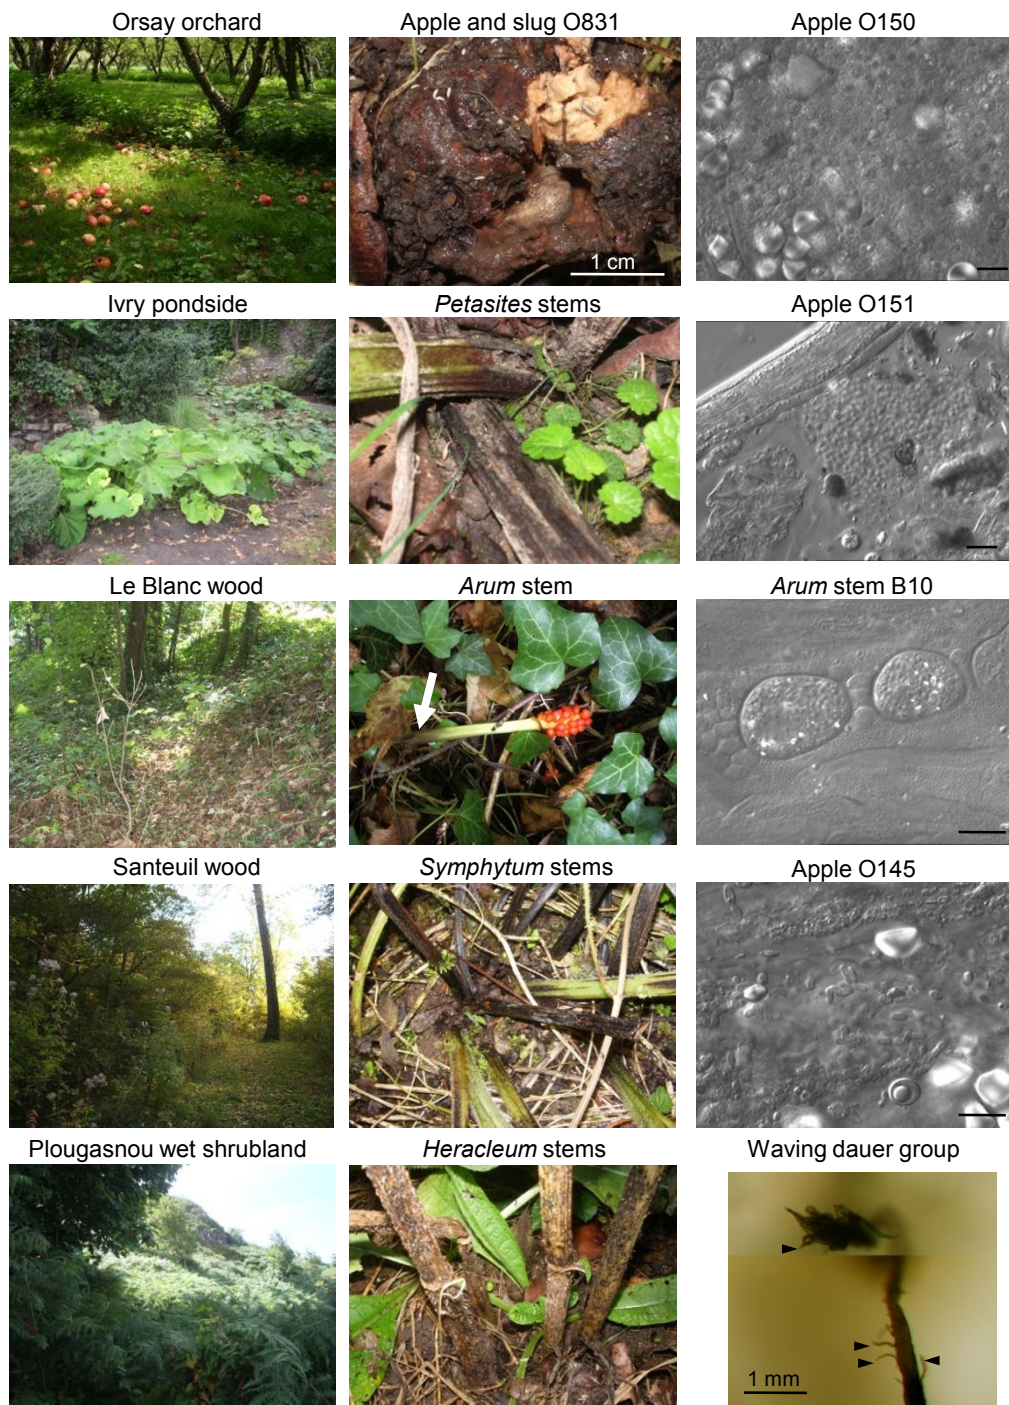 Orsay orchard
Apple and slug O831
Apple O150
1 cm
Ivry pondside
Petasites stems
Apple O151
Le Blanc wood
Arum stem
Arum stem B10
Santeuil wood
Symphytum stems
Apple O145
Plougasnou wet shrubland
Heracleum stems
Waving dauer group
1 mm